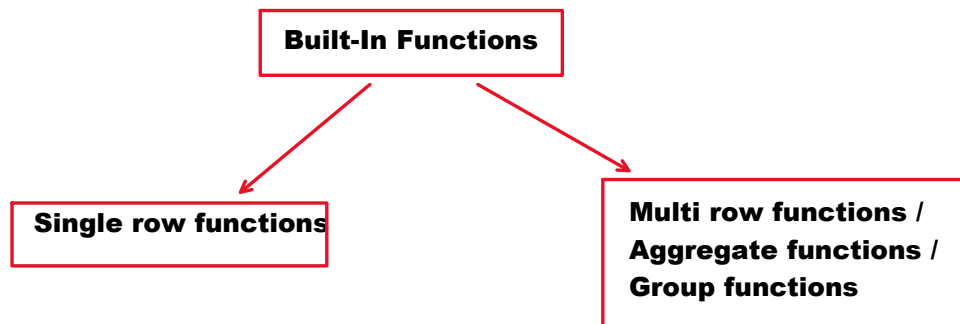 Built-In Functions
Single row functions
Multi row functions /
Aggregate functions /
Group functions